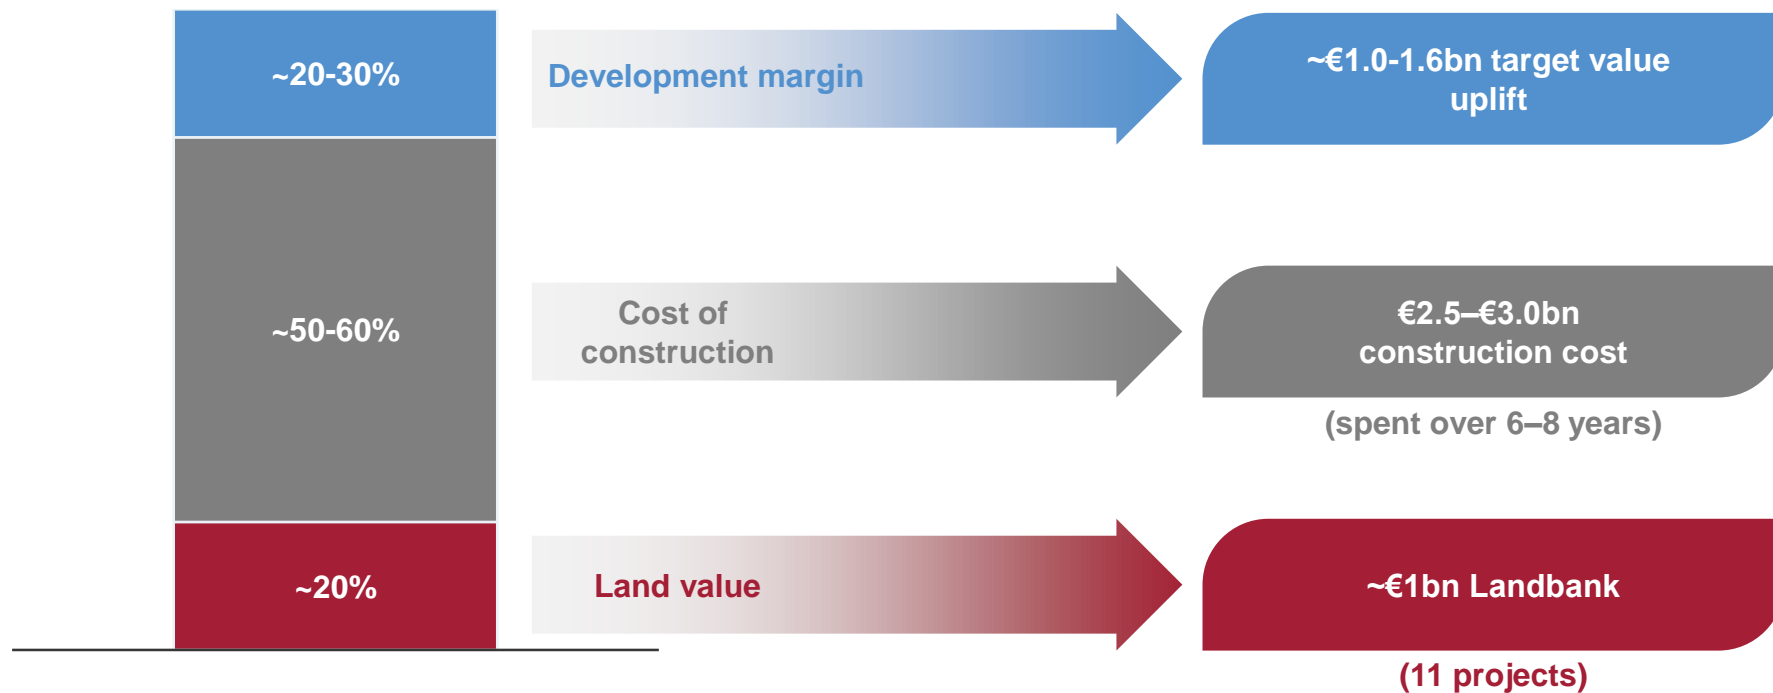 ~20-30%
Development margin
~€1.0-1.6bn target value
uplift
~50-60%
Cost of
construction
€2.5–€3.0bn
construction cost
(spent over 6–8 years)
~20%
Land value
~€1bn Landbank
(11 projects)